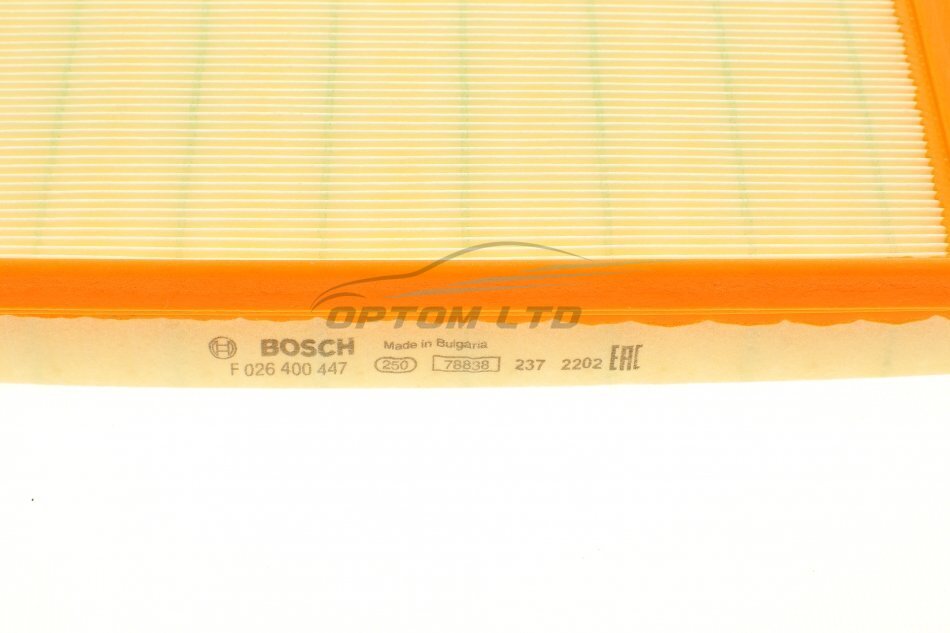 OPTOM LTD
BOSCH Made in Bulgaria
F 026 400 447 250 78838 237 2202 EAC